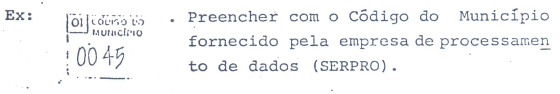 Ex: 01 CÓDIGO DO . Preencher com o Código do Município
MUNICÍPIO
0045 fornecido pela empresa de processamen
to de dados (SERPRO).